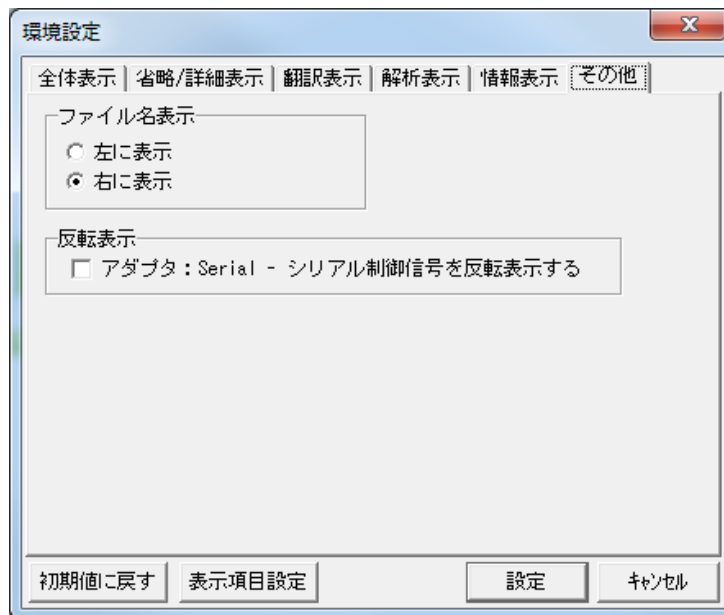 環境設定
全体表示 省略/詳細表示 翻訳表示 解析表示 情報表示 その他
ファイル名表示
左に表示
右に表示
反転表示
アダプタ：Serial - シリアル制御信号を反転表示する
初期値に戻す 表示項目設定 設定 ｷｬﾝｾﾙ